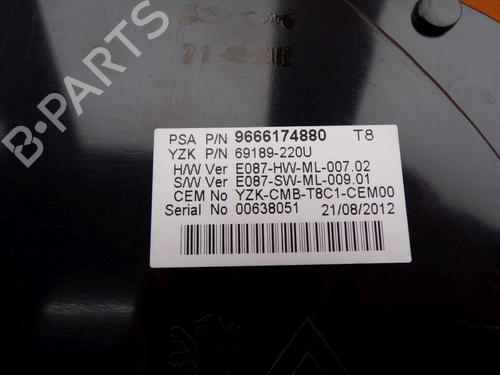 PSA P/N 9666174880 T8
YZK P/N 69189-220U
H/W Ver E087-HW-ML-007.02
S/W Ver E087-SW-ML-009.01
CEM No YZK-CMB-T8C1-CEM00
Serial No 00638051 21/08/2012
B-PARTS